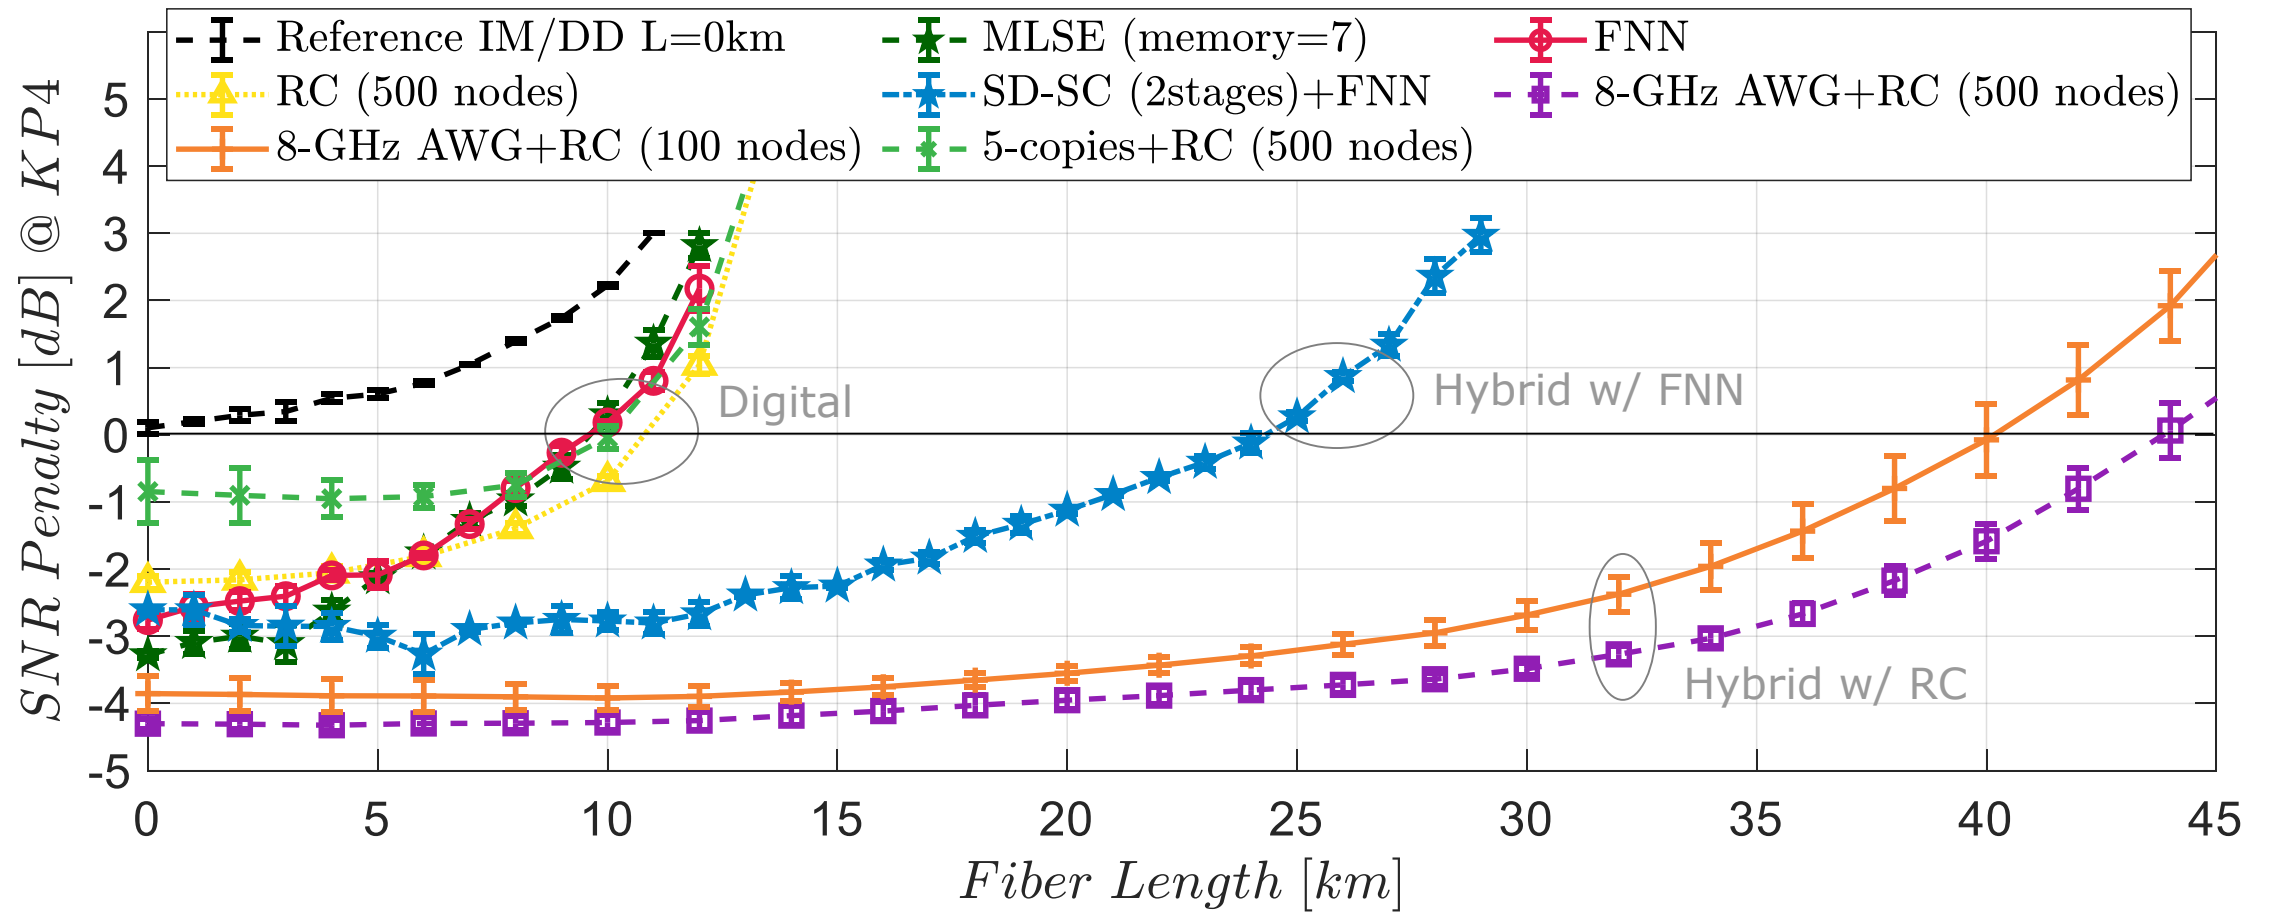 Reference IM/DD L=0km
MLSE (memory=7)
FNN
RC (500 nodes)
SD-SC (2stages)+FNN
8-GHz AWG+RC (500 nodes)
8-GHz AWG+RC (100 nodes)
5-copies+RC (500 nodes)
SNR Penalty [dB] @ KP4
5
4
3
2
1
0
-1
-2
-3
-4
-5
Digital
Hybrid w/ FNN
Hybrid w/ RC
0 5 10 15 20 25 30 35 40 45
Fiber Length [km]